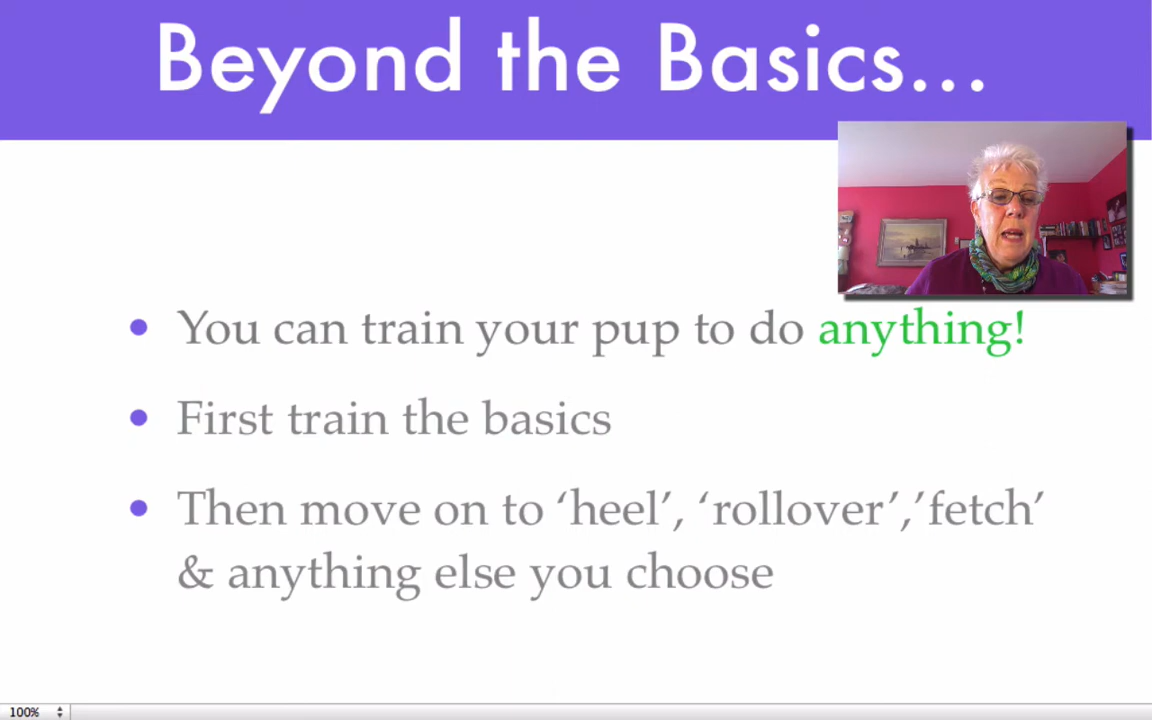 Beyond the Basics...
You can train your pup to do anything!
First train the basics
Then move on to ‘heel’, ‘rollover’,’fetch’
& anything else you choose
100%